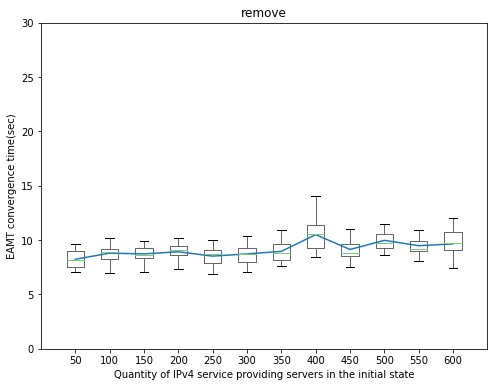 remove
30
25
20
15
10
5
0
EAMT convergence time(sec)
50 100 150 200 250 300 350 400 450 500 550 600
Quantity of IPv4 service providing servers in the initial state